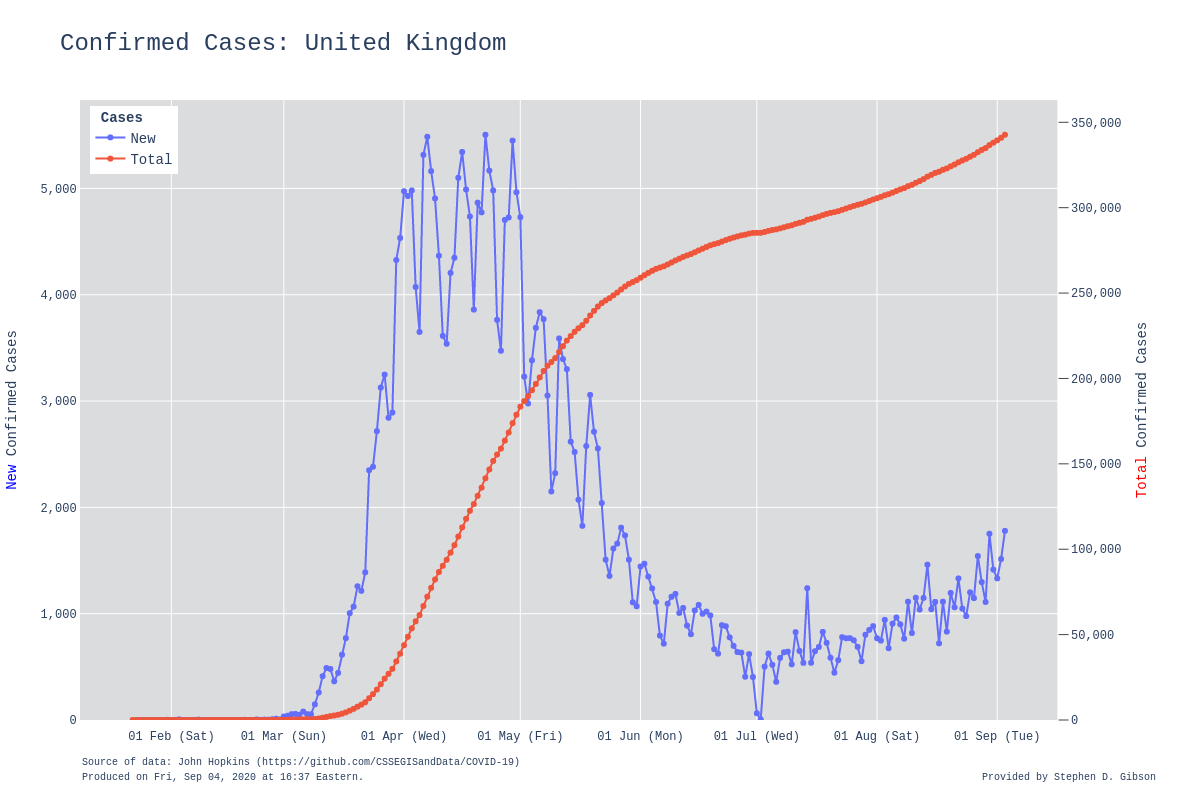 Confirmed Cases: United Kingdom
Cases
New
Total
5,000
4,000
3,000
2,000
1,000
0
New Confirmed Cases
350,000
300,000
250,000
200,000
150,000
100,000
50,000
0
Total Confirmed Cases
01 Feb (Sat) 01 Mar (Sun) 01 Apr (Wed) 01 May (Fri) 01 Jun (Mon) 01 Jul (Wed) 01 Aug (Sat) 01 Sep (Tue)
Source of data: John Hopkins (https://github.com/CSSEGISandData/COVID-19)
Produced on Fri, Sep 04, 2020 at 16:37 Eastern.
Provided by Stephen D. Gibson